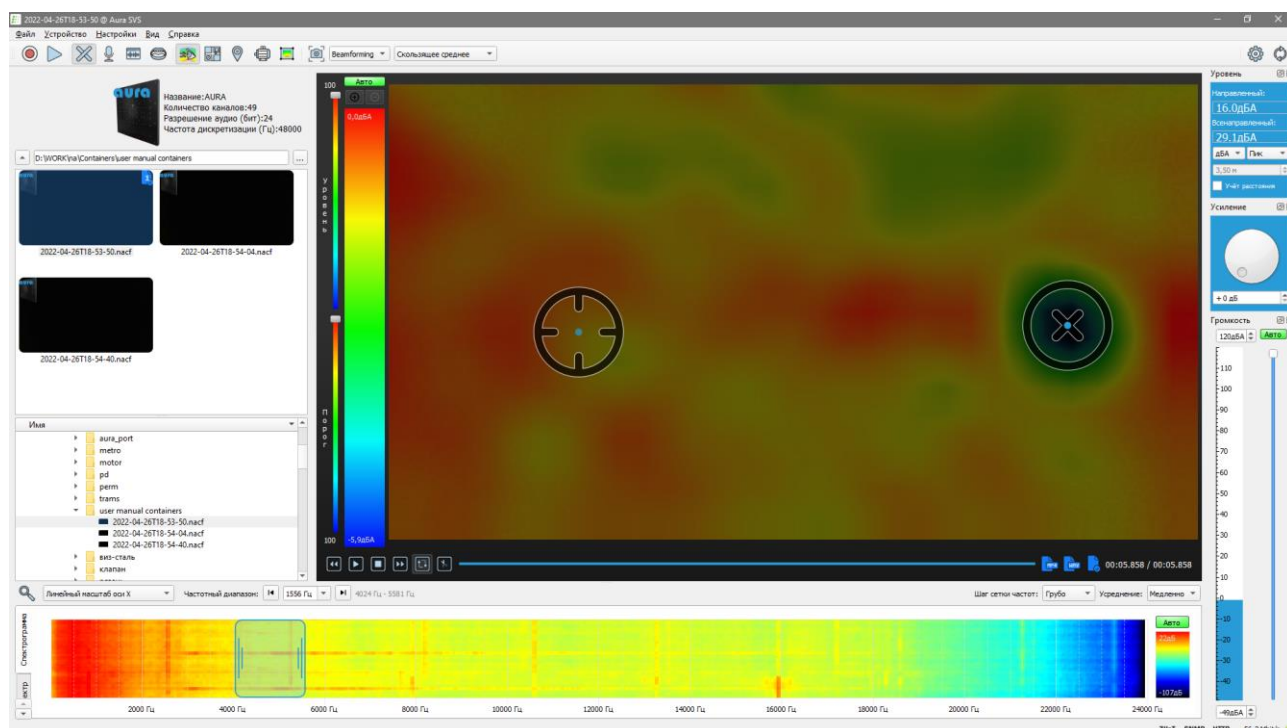 2022-04-26T18-53-50 @ Aura SVS
Файл Устройство Настройки Вид Справка
Beamforming Скользящее среднее
aura
Название:AURA
Количество каналов:49
Разрешение аудио (бит):24
Частота дискретизации (Гц):48000
D:\WORK\na\Containers\user manual containers
...
1
2022-04-26T18-53-50.nacf
2022-04-26T18-54-04.nacf
2022-04-26T18-54-40.nacf
Имя
aura_port
metro
motor
pd
perm
trams
user manual containers
2022-04-26T18-53-50.nacf
2022-04-26T18-54-04.nacf
2022-04-26T18-54-40.nacf
виз-сталь
клапан
100
Авто
0,0дБА
Уровень
Порог
100
-5,9дБА
00:05.858 / 00:05.858
Уровень
Направленный:
16.0дБА
Всенаправленный:
29.1дБА
дБА Пик
3,50 м
Учёт расстояния
Усиление
+ 0 дБ
Громкость
120дБА Авто
110
100
90
80
70
60
50
40
30
20
10
0
-10
-20
-30
-40
-49дБА
Линейный масштаб оси X
Частотный диапазон:
1556 Гц
4024 Гц - 5581 Гц
Шаг сетки частот: Грубо
Усреднение: Медленно
Спектрограмма
ектр
Авто
22дБ
-107дБ
2000 Гц
4000 Гц
6000 Гц
8000 Гц
10000 Гц
12000 Гц
14000 Гц
16000 Гц
18000 Гц
20000 Гц
22000 Гц
24000 Гц